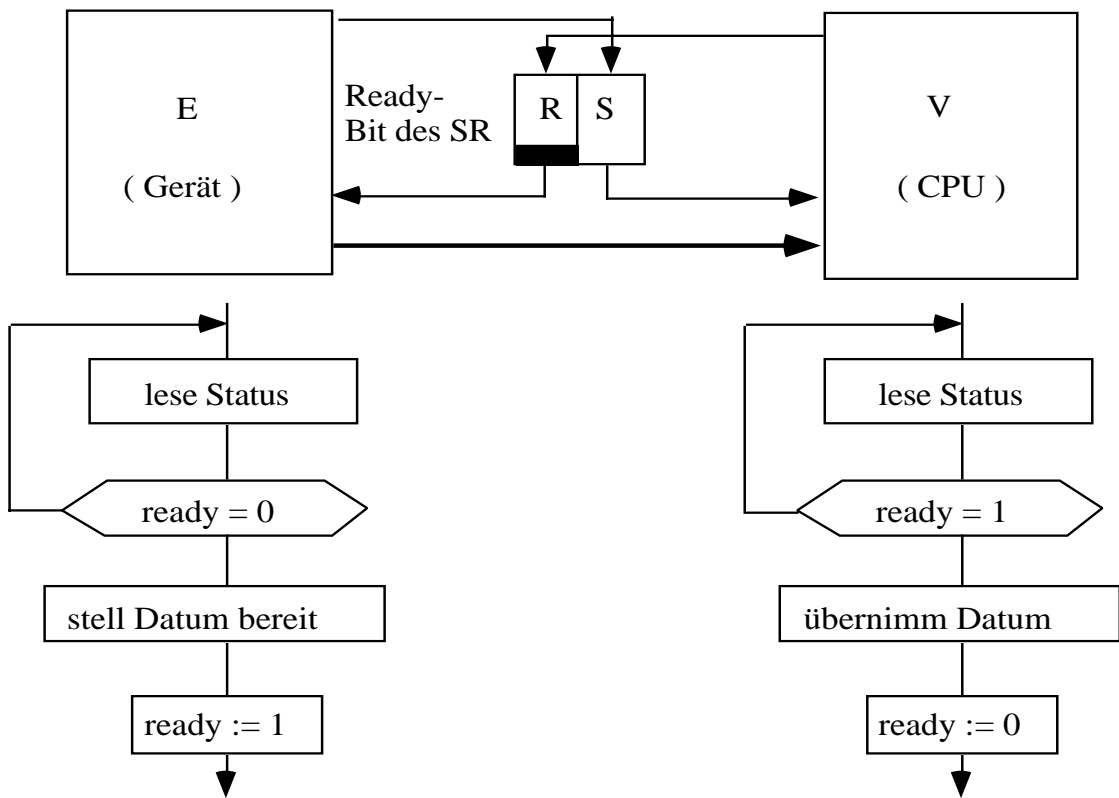 E
( Gerät )
Ready-
Bit des SR
R S
V
( CPU )
lese Status
ready = 0
stell Datum bereit
ready := 1
lese Status
ready = 1
übernimm Datum
ready := 0